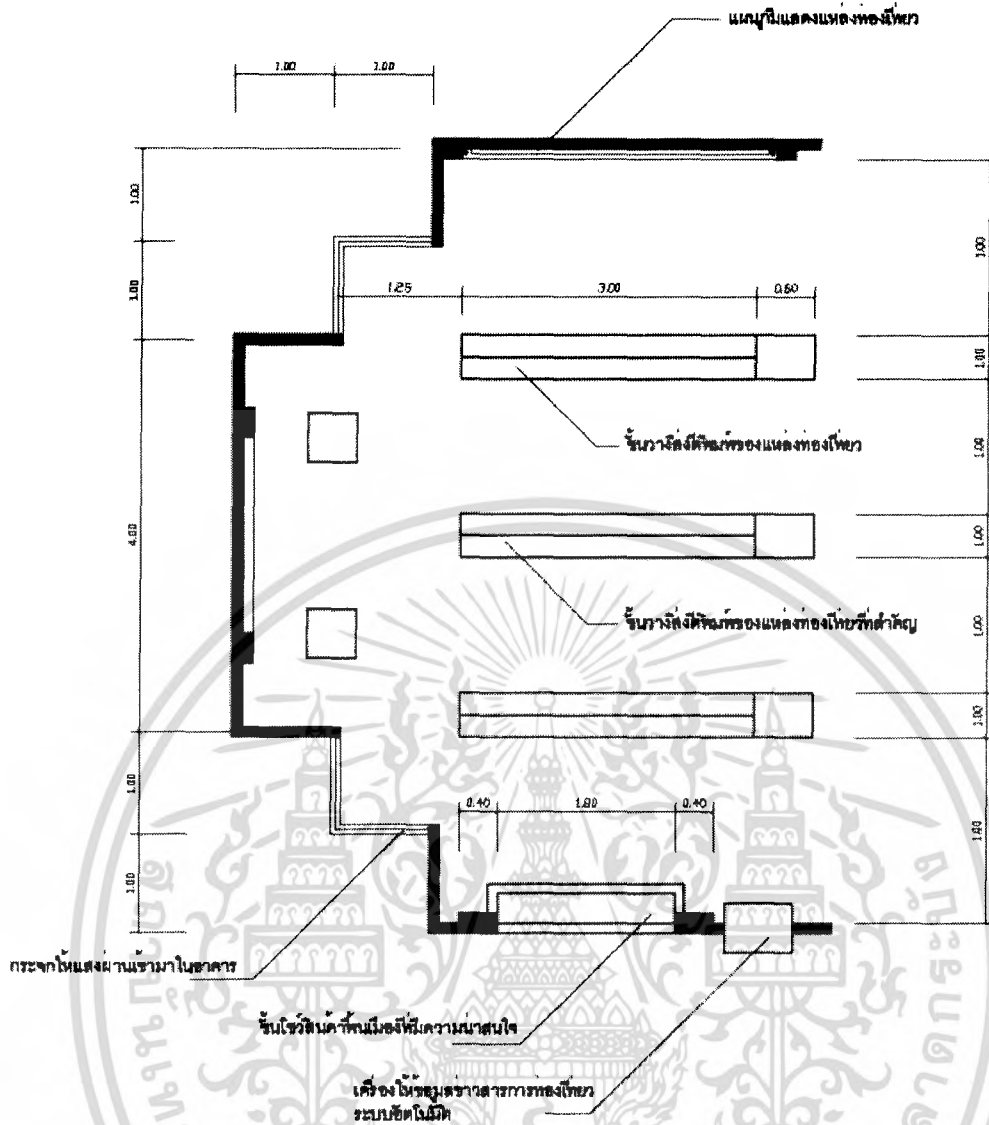 แผนภูมิแสดงแหล่งท่องเที่ยว
1.00 1.00
1.00
1.00
1.00
1.25 3.00 0.60
1.00
ชั้นวางสิ่งตีพิมพ์ของแหล่งท่องเที่ยว
1.00
4.00
1.00
ชั้นวางสิ่งตีพิมพ์ของแหล่งท่องเที่ยวที่สำคัญ
1.00
1.00
1.00
0.40 1.80 0.40
1.80
1.00
กระจกให้แสงผ่านเข้ามาในอาคาร
ชั้นโชว์สินค้าพื้นเมืองที่มีความน่าสนใจ
เครื่องให้ข้อมูลข่าวสารการท่องเที่ยว
ระบบอัตโนมัติ